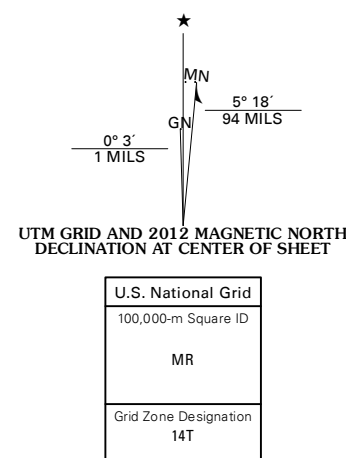 ★
MN
5° 18´
94 MILS
GN
0° 3´
1 MILS
UTM GRID AND 2012 MAGNETIC NORTH
DECLINATION AT CENTER OF SHEET
U.S. National Grid
100,000-m Square ID
MR
Grid Zone Designation
14T